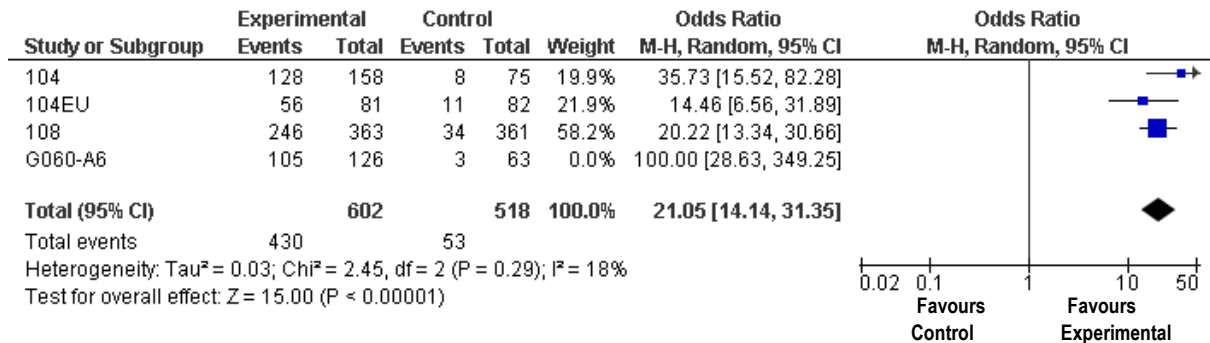 Experimental Control Odds Ratio Odds Ratio
Study or Subgroup Events Total Events Total Weight M-H, Random, 95% CI M-H, Random, 95% CI
104 128 158 8 75 19.9% 35.73 [15.52, 82.28]
104EU 56 81 11 82 21.9% 14.46 [6.56, 31.89]
108 246 363 34 361 58.2% 20.22 [13.34, 30.66]
G060-A6 105 126 3 63 0.0% 100.00 [28.63, 349.25]
Total (95% CI) 602 518 100.0% 21.05 [14.14, 31.35]
Total events 430 53
Heterogeneity: Tau² = 0.03; Chi² = 2.45, df = 2 (P = 0.29); I² = 18%
Test for overall effect: Z = 15.00 (P < 0.00001)
0.02 0.1 1 10 50
Favours Favours
Control Experimental